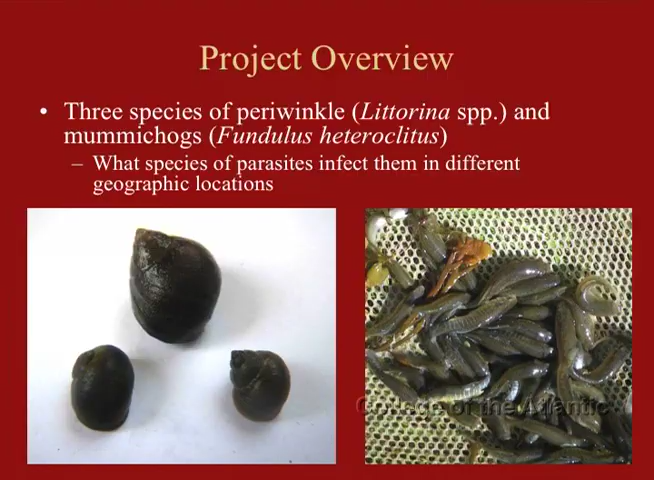 Project Overview
• Three species of periwinkle (Littorina spp.) and
mummichogs (Fundulus heteroclitus)
– What species of parasites infect them in different
geographic locations
College of the Atlantic